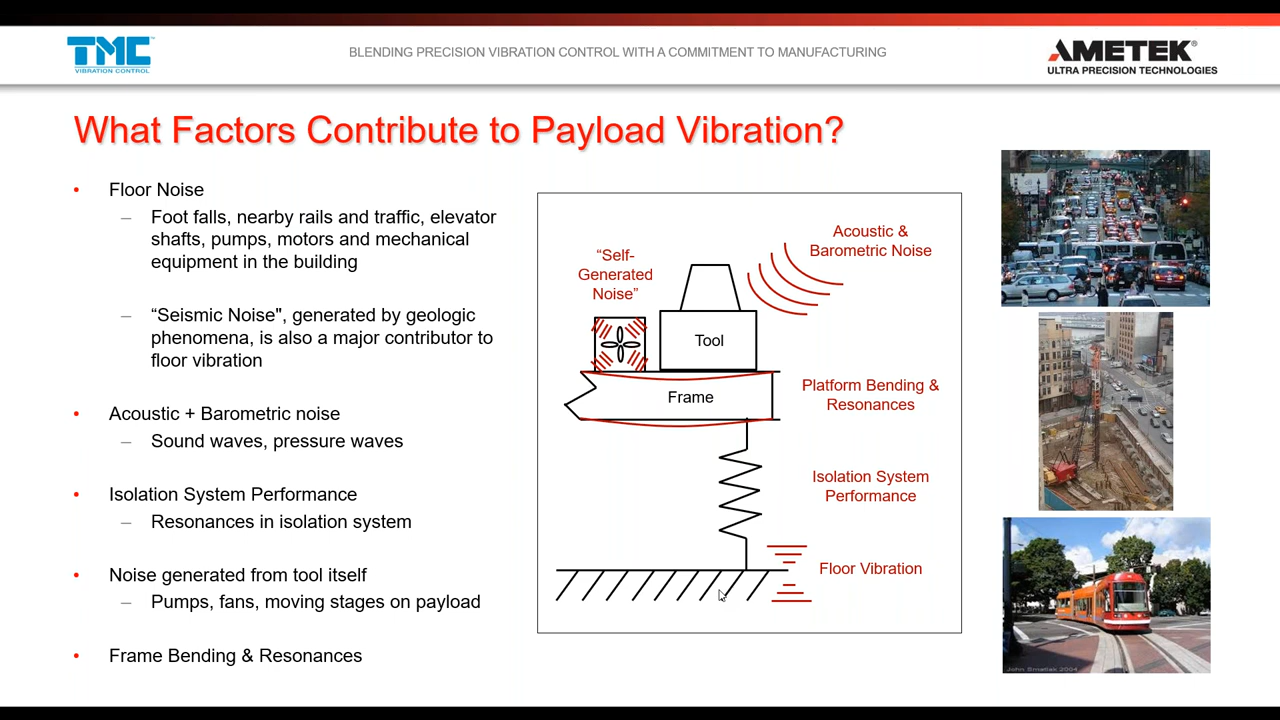 TMC
VIBRATION CONTROL
BLENDING PRECISION VIBRATION CONTROL WITH A COMMITMENT TO MANUFACTURING
AMETEK®
ULTRA PRECISION TECHNOLOGIES
What Factors Contribute to Payload Vibration?
• Floor Noise
– Foot falls, nearby rails and traffic, elevator
shafts, pumps, motors and mechanical
equipment in the building
– “Seismic Noise", generated by geologic
phenomena, is also a major contributor to
floor vibration
• Acoustic + Barometric noise
– Sound waves, pressure waves
• Isolation System Performance
– Resonances in isolation system
• Noise generated from tool itself
– Pumps, fans, moving stages on payload
• Frame Bending & Resonances
“Self-
Generated
Noise”
Acoustic &
Barometric Noise
Tool
Frame
Platform Bending &
Resonances
Isolation System
Performance
Floor Vibration
John Smatlak 2004